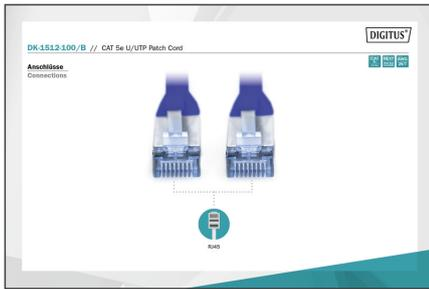 DIGITUS®
DK-1512-100/B // CAT 5e U/UTP Patch Cord
Anschlüsse
Connections
RJ45